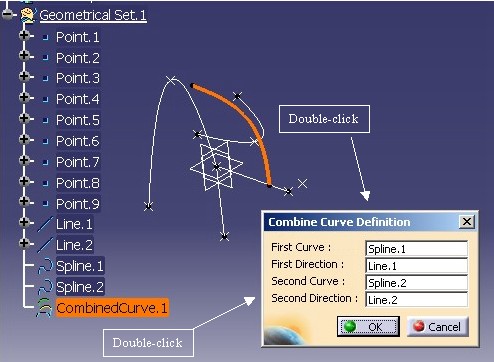 Geometrical Set.1
Point.1
Point.2
Point.3
Point.4
Point.5
Point.6
Point.7
Point.8
Point.9
Line.1
Line.2
Spline.1
Spline.2
CombinedCurve.1
Double-click
Double-click
Combine Curve Definition
First Curve : Spline.1
First Direction : Line.1
Second Curve : Spline.2
Second Direction : Line.2
OK Cancel